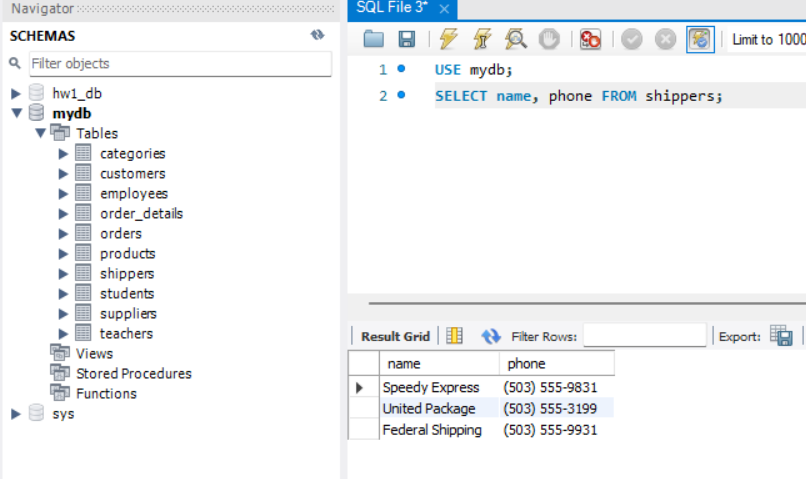 Navigator
SCHEMAS
Filter objects
hw1_db
mydb
Tables
categories
customers
employees
order_details
orders
products
shippers
students
suppliers
teachers
Views
Stored Procedures
Functions
sys
SQL File 3*
Limit to 1000
1 USE mydb;
2 SELECT name, phone FROM shippers;
Result Grid Filter Rows: Export:
name phone
Speedy Express (503) 555-9831
United Package (503) 555-3199
Federal Shipping (503) 555-9931